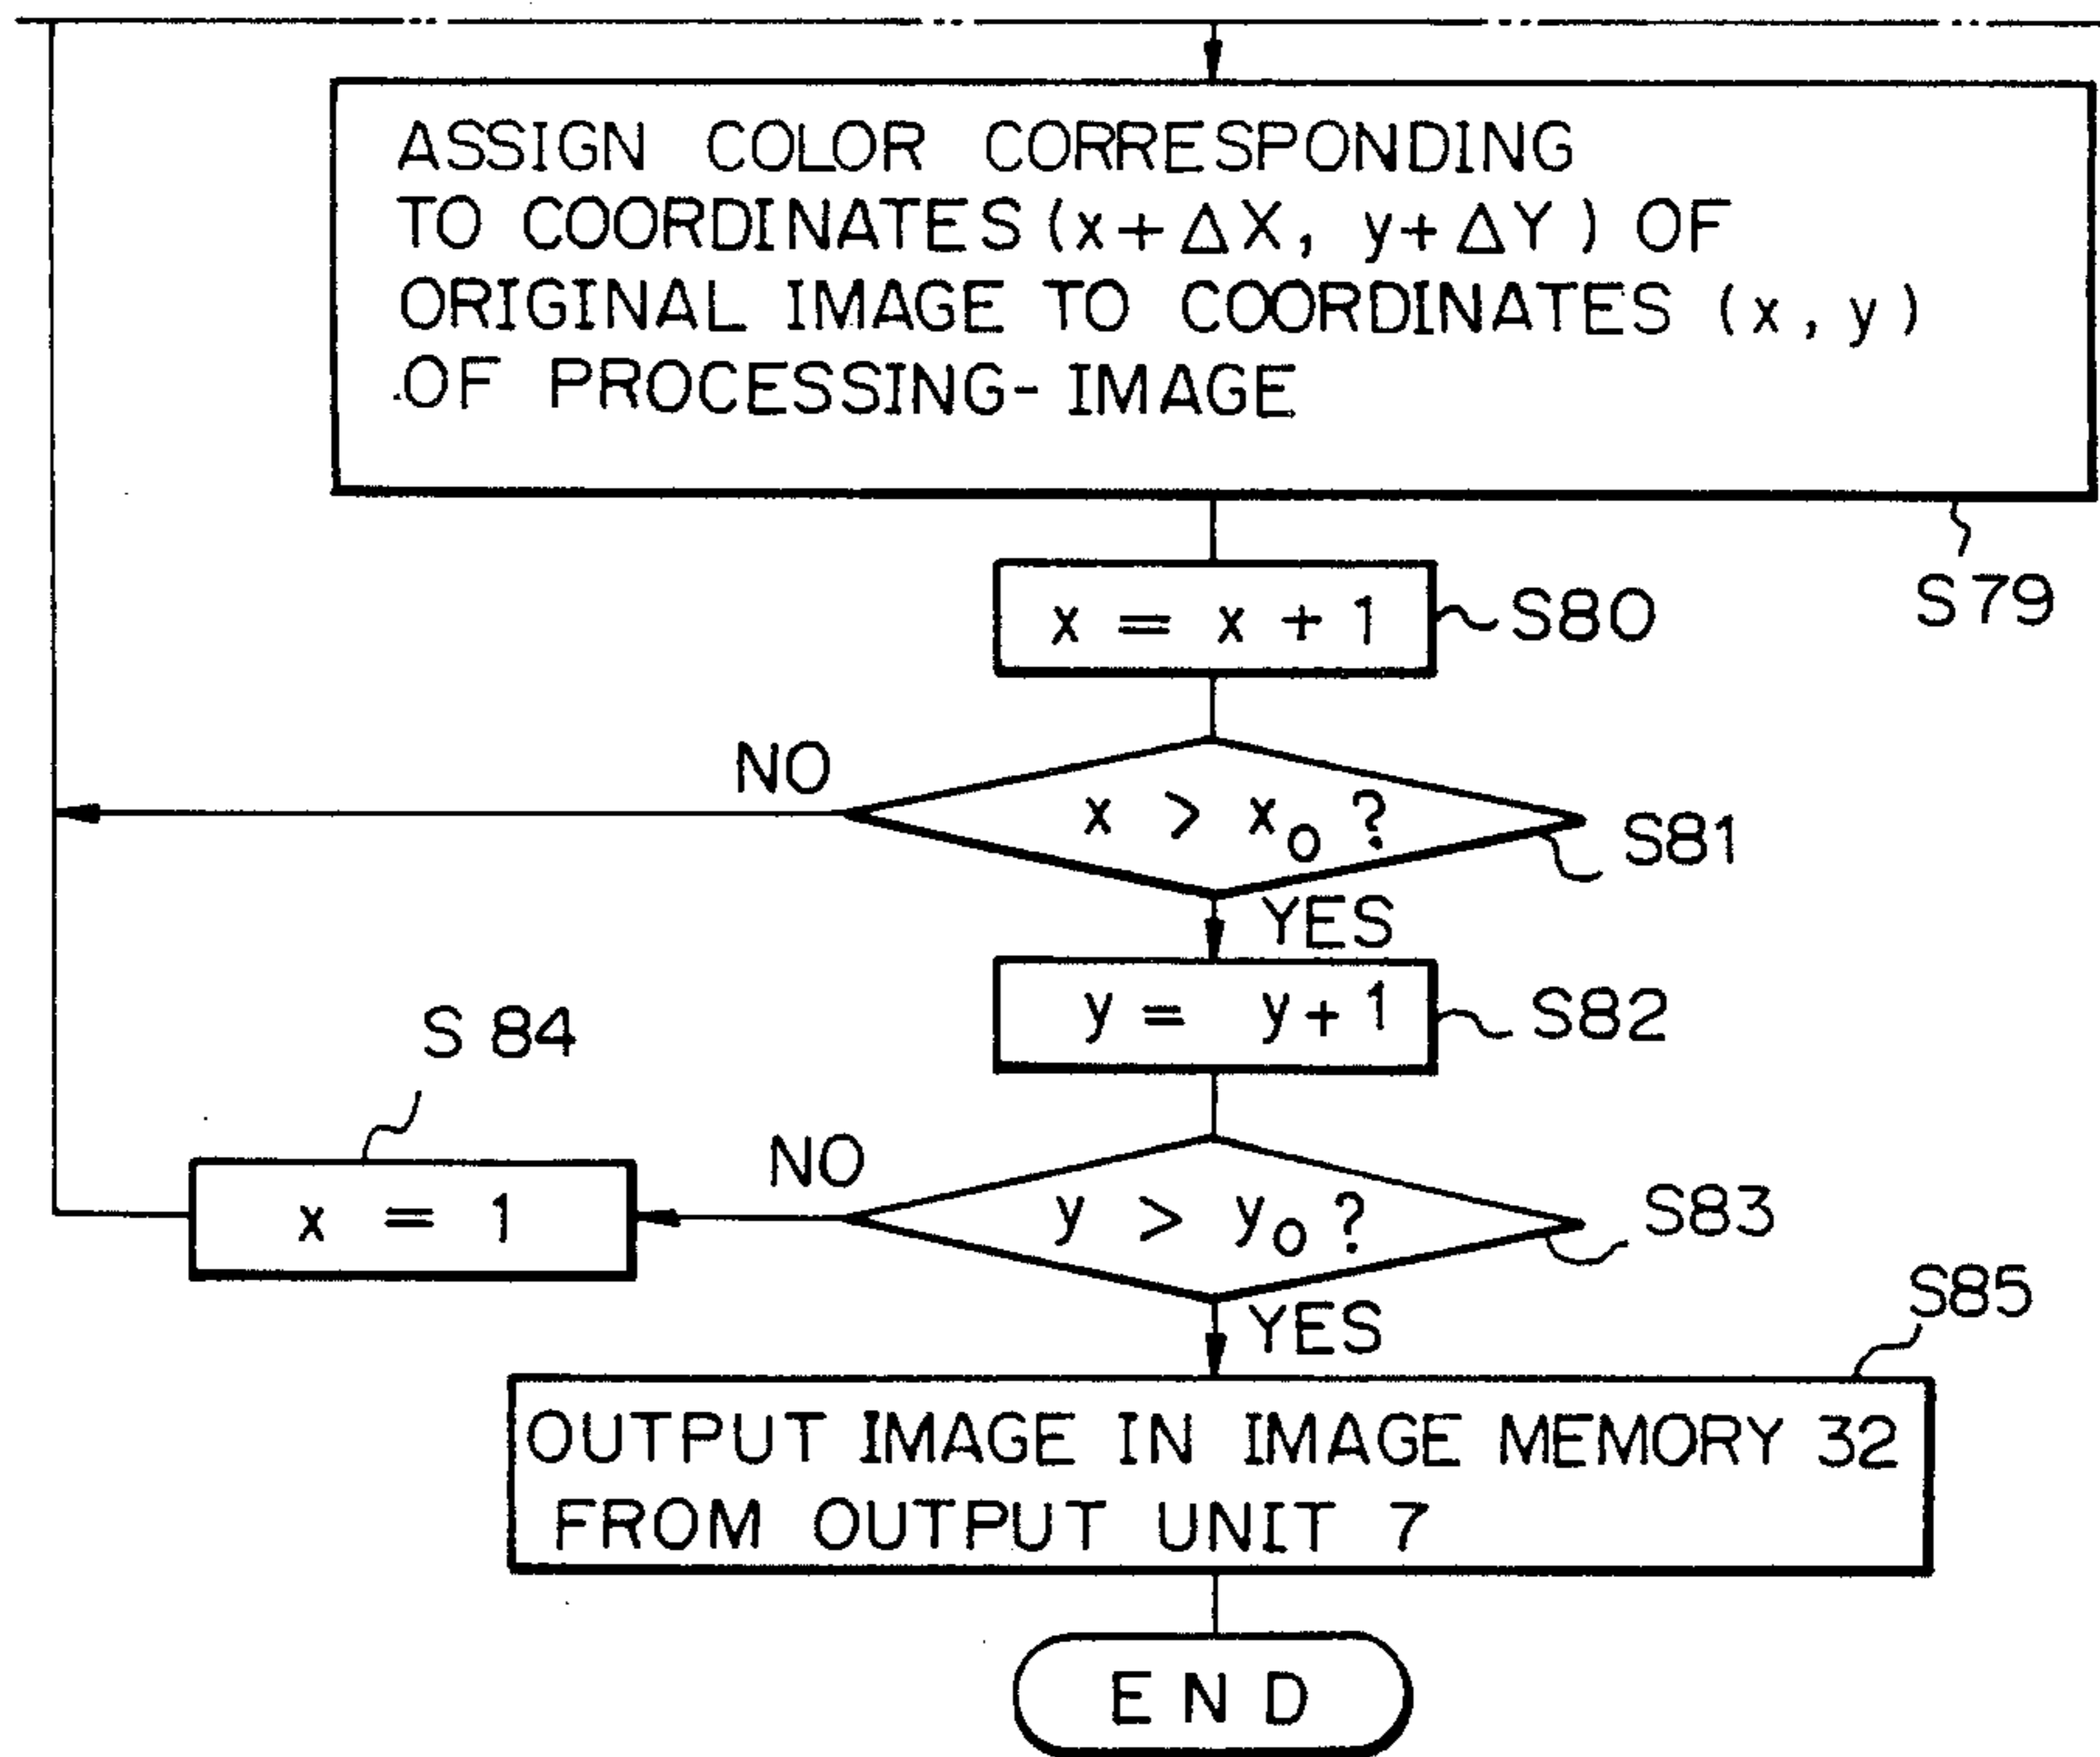 ASSIGN COLOR CORRESPONDING
TO COORDINATES (x+ΔX, y+ΔY) OF
ORIGINAL IMAGE TO COORDINATES (x, y)
OF PROCESSING-IMAGE
S79
x = x + 1
S80
NO
x > x₀ ?
S81
YES
y = y + 1
S82
S84
NO
x = 1
y > y₀ ?
S83
YES
S85
OUTPUT IMAGE IN IMAGE MEMORY 32
FROM OUTPUT UNIT 7
END